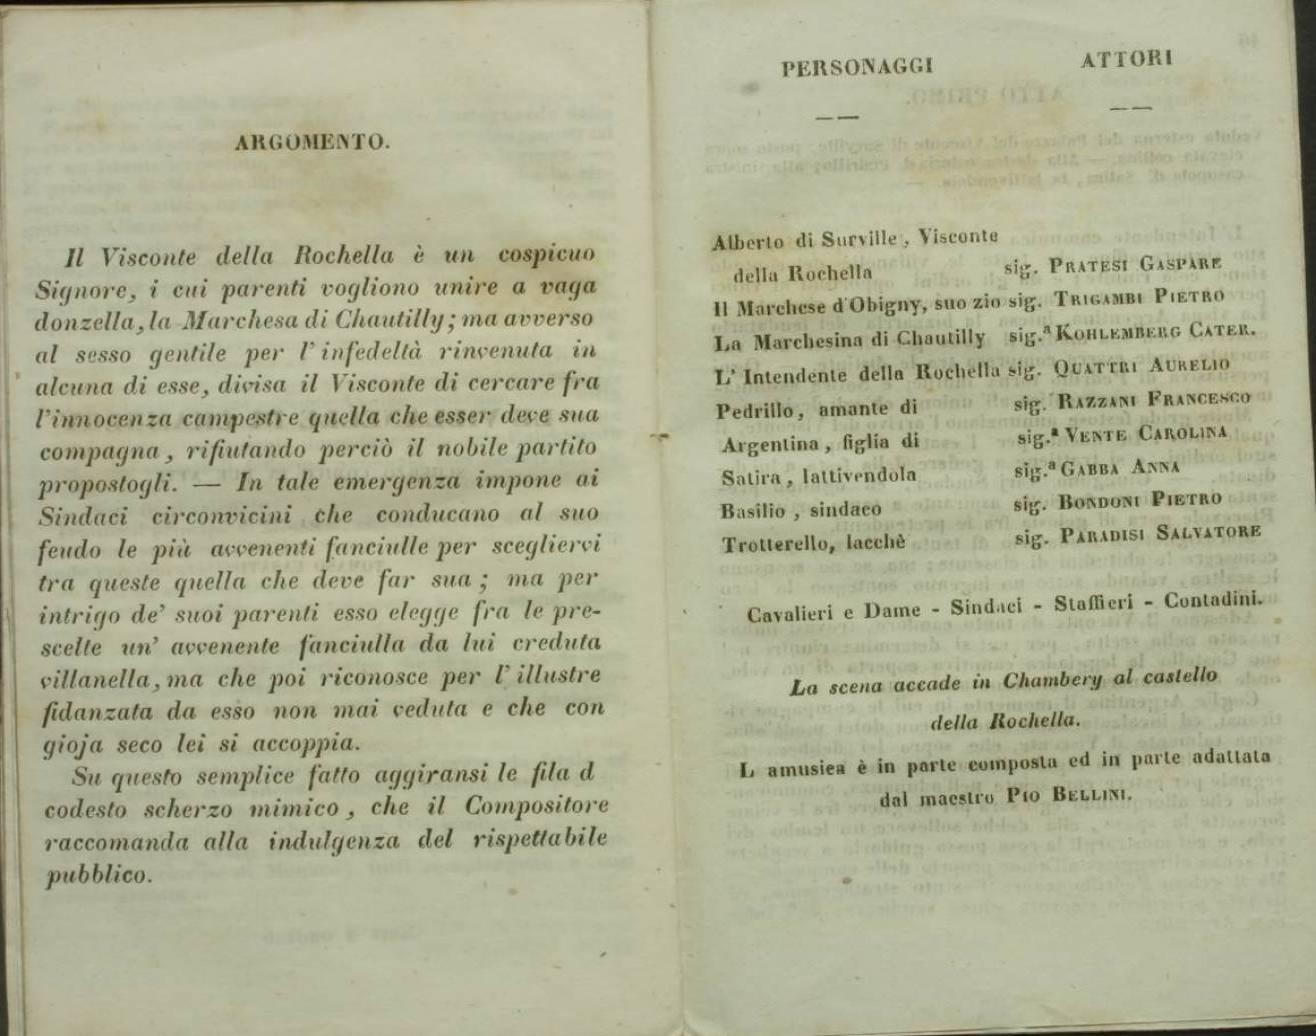 ARGOMENTO.
Il Visconte della Rochella è un cospicuo
Signore, i cui parenti vogliono unire a vaga
donzella, la Marchesa di Chautilly; ma avverso
al sesso gentile per l'infedeltà rinvenuta in
alcuna di esse, divisa il Visconte di cercare fra
l'innocenza campestre quella che esser deve sua
compagna, rifiutando perciò il nobile partito
propostogli. — In tale emergenza impone ai
Sindaci circonvicini che conducano al suo
feudo le più avvenenti fanciulle per sceglierci
tra queste quella che deve far sua; ma per
intrigo de' suoi parenti esso elegge fra le pre-
scelte un' avvenente fanciulla da lui creduta
villanella, ma che poi riconosce per l'illustre
fidanzata da esso non mai veduta e che con
gioja seco lei si accoppia.
Su questo semplice fatto aggiransi le fila d
codesto scherzo mimico, che il Compositore
raccomanda alla indulgenza del rispettabile
pubblico.
PERSONAGGI ATTORI
Alberto di Surville, Visconte
della Rochella sig. PRATESI GASPARE
Il Marchese d'Obigny, suo zio sig. TRIGAMBI PIETRO
La Marchesina di Chautilly sig.ª KOHLEMBERG CATER.
L' Intendente della Rochella sig. QUATTRI AURELIO
Pedrillo, amante di sig. RAZZANI FRANCESCO
Argentina, figlia di sig.ª VENTE CAROLINA
Satira, lattivendola sig.ª GABBA ANNA
Basilio, sindaco sig. BONDONI PIETRO
Trotterello, lacchè sig. PARADISI SALVATORE
Cavalieri e Dame - Sindaci - Staffieri - Contadini.
La scena accade in Chambery al castello
della Rochella.
L amusica è in parte composta ed in parte adattata
dal maestro PIO BELLINI.